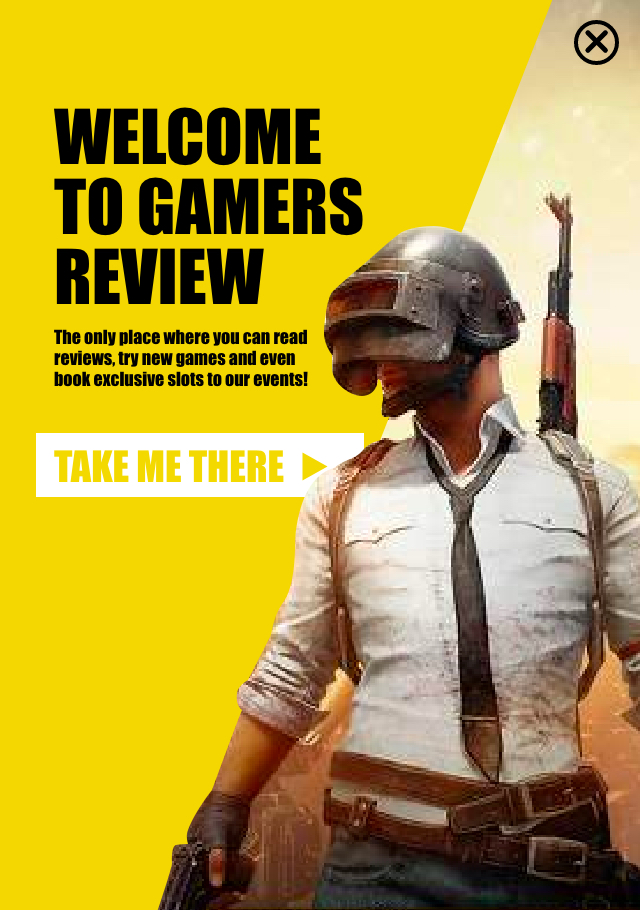 WELCOME
TO GAMERS
REVIEW
The only place where you can read
reviews, try new games and even
book exclusive slots to our events!
TAKE ME THERE